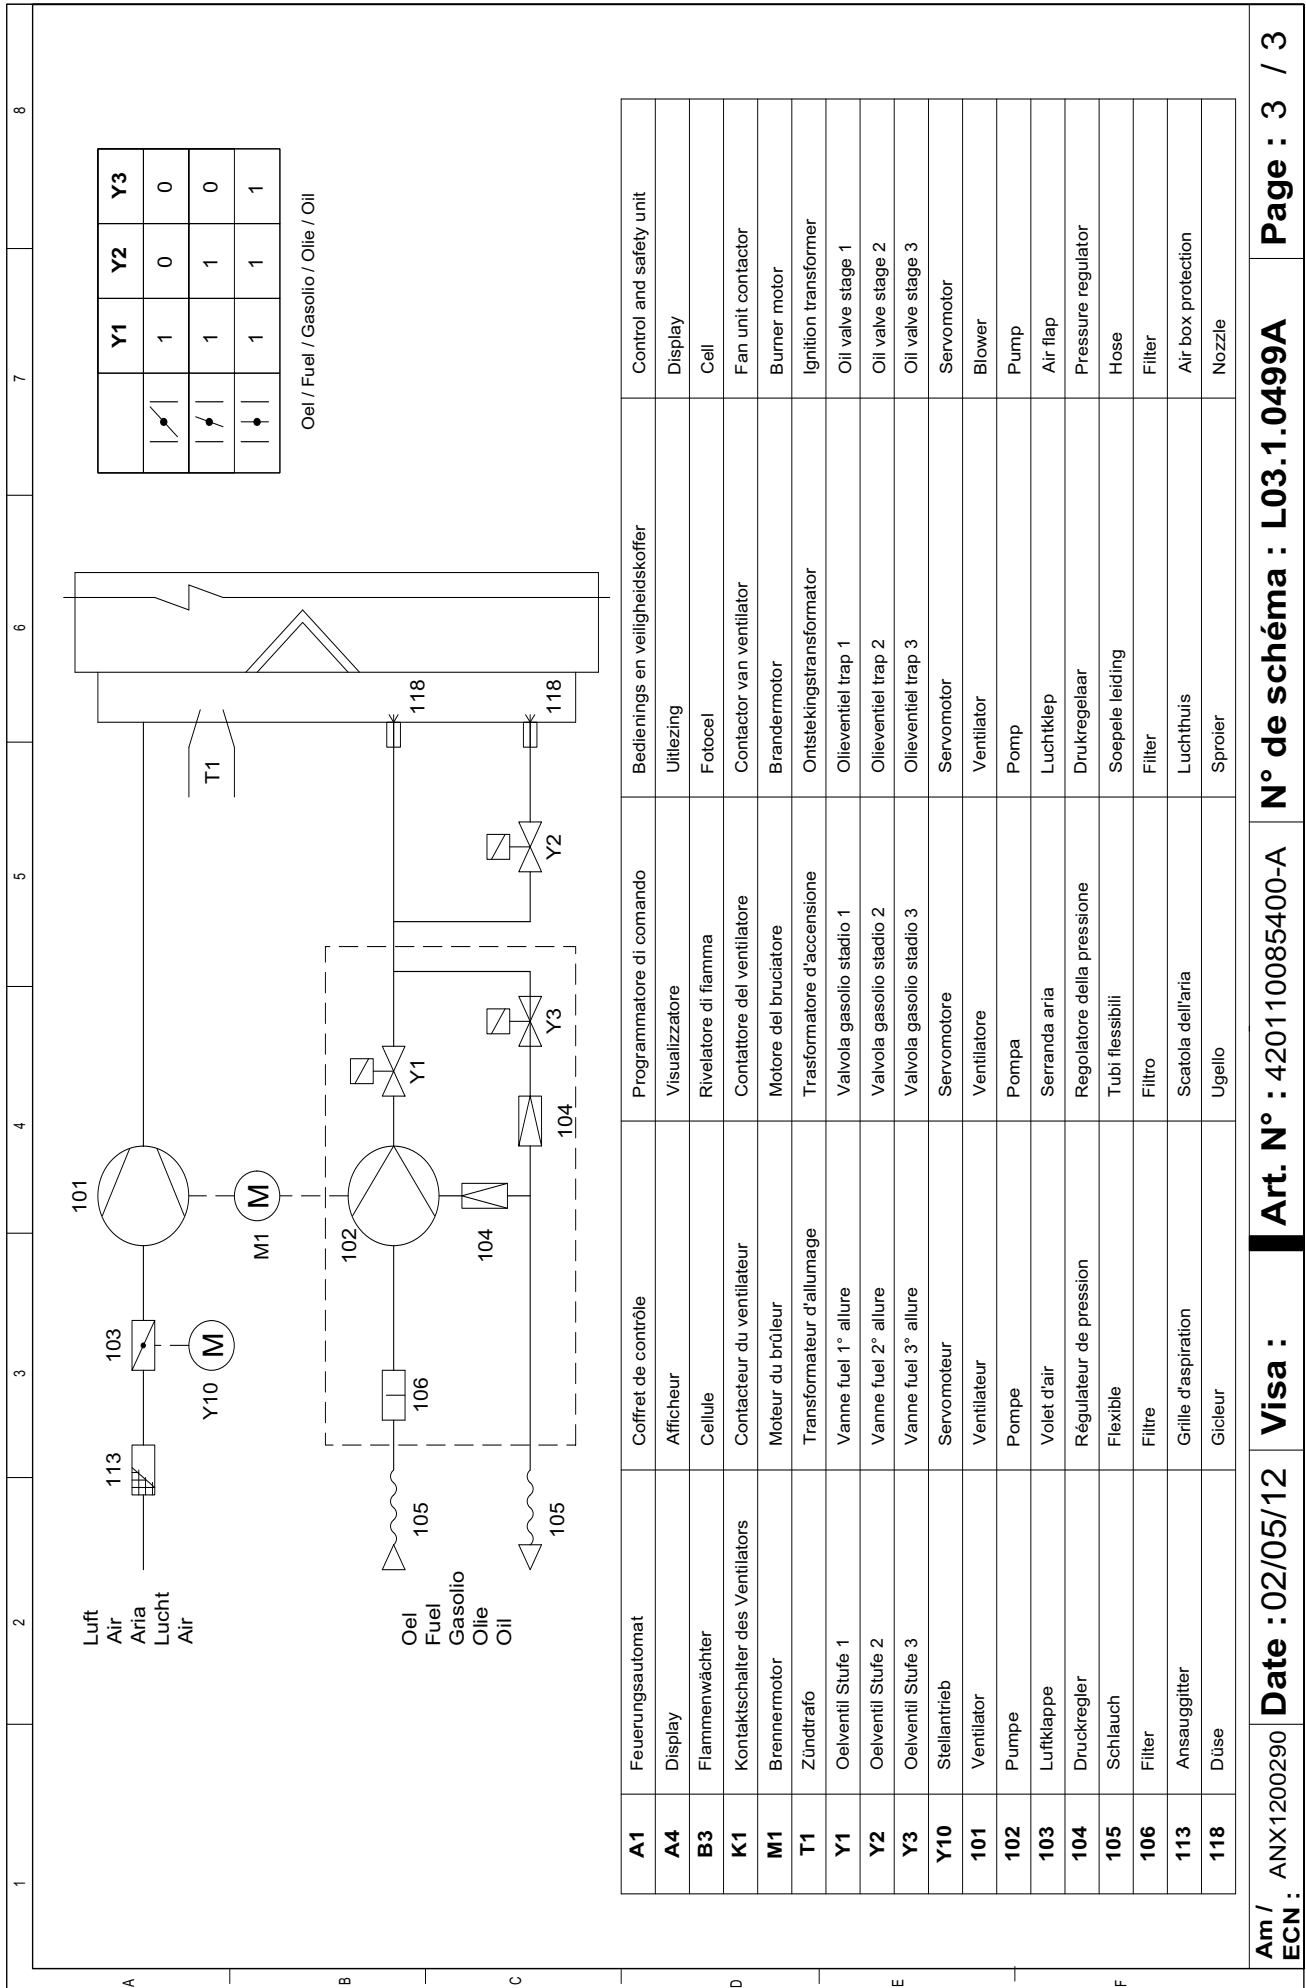 1 2 3 4 5 6 7 8
A
B
C
D
E
F
Luft
Air
Aria
Lucht
Air
113
103
Y10
M
101
M1
M
T1
Oel
Fuel
Gasolio
Olie
Oil
105
105
106
102
104
104
Y1
Y3
Y2
118
118
Y1 Y2 Y3
1 0 0
1 1 0
1 1 1
Oel / Fuel / Gasolio / Olie / Oil
A1 Feuerungsautomat Coffret de contrôle Programmatore di comando Bedienings en veiligheidskoffer Control and safety unit
A4 Display Afficheur Visualizzatore Uitlezing Display
B3 Flammenwächter Cellule Rivelatore di fiamma Fotocel Cell
K1 Kontaktschalter des Ventilators Contacteur du ventilateur Contattore del ventilatore Contactor van ventilator Fan unit contactor
M1 Brennermotor Moteur du brûleur Motore del bruciatore Brandermotor Burner motor
T1 Zündtrafo Transformateur d'allumage Trasformatore d'accensione Ontstekingstransformator Ignition transformer
Y1 Oelventil Stufe 1 Vanne fuel 1° allure Valvola gasolio stadio 1 Olieventiel trap 1 Oil valve stage 1
Y2 Oelventil Stufe 2 Vanne fuel 2° allure Valvola gasolio stadio 2 Olieventiel trap 2 Oil valve stage 2
Y3 Oelventil Stufe 3 Vanne fuel 3° allure Valvola gasolio stadio 3 Olieventiel trap 3 Oil valve stage 3
Y10 Stellantrieb Servomoteur Servomotore Servomotor Servomotor
101 Ventilator Ventilateur Ventilatore Ventilator Blower
102 Pumpe Pompe Pompa Pomp Pump
103 Luftklappe Volet d'air Serranda aria Luchtklep Air flap
104 Druckregler Régulateur de pression Regolatore della pressione Drukregelaar Pressure regulator
105 Schlauch Flexible Tubi flessibili Soepele leiding Hose
106 Filter Filtre Filtro Filter Filter
113 Ansauggitter Grille d'aspiration Scatola dell'aria Luchthuis Air box protection
118 Düse Gicleur Ugello Sproier Nozzle
Am / ECN : ANX1200290 Date : 02/05/12 Visa : Art. N° : 420110085400-A N° de schéma : L03.1.0499A Page : 3 / 3